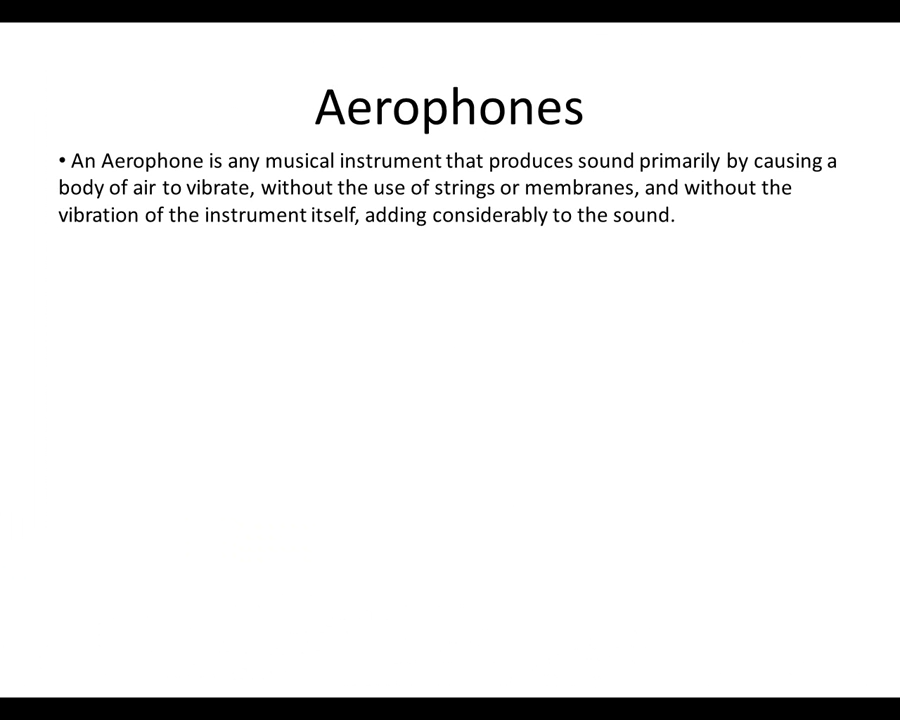 Aerophones
• An Aerophone is any musical instrument that produces sound primarily by causing a
body of air to vibrate, without the use of strings or membranes, and without the
vibration of the instrument itself, adding considerably to the sound.